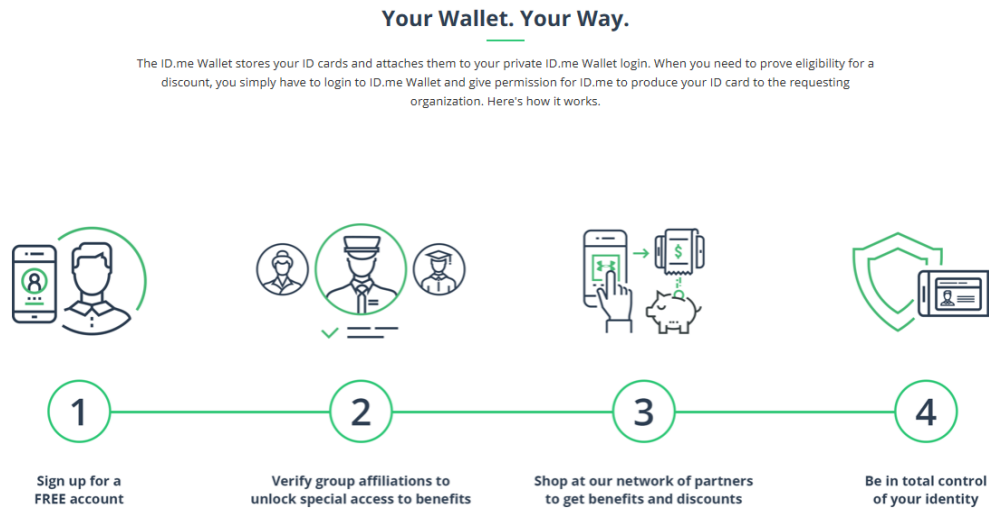 Your Wallet. Your Way.
The ID.me Wallet stores your ID cards and attaches them to your private ID.me Wallet login. When you need to prove eligibility for a
discount, you simply have to login to ID.me Wallet and give permission for ID.me to produce your ID card to the requesting
organization. Here's how it works.
$
1
2
3
4
Sign up for a
FREE account
Verify group affiliations to
unlock special access to benefits
Shop at our network of partners
to get benefits and discounts
Be in total control
of your identity